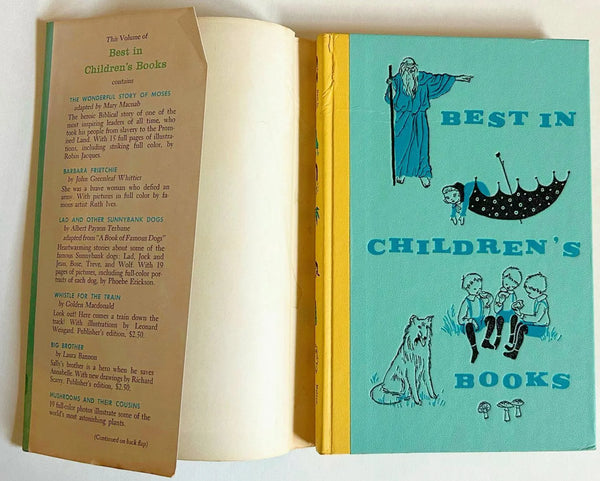 This Volume of
Best in
Children's Books
contains
THE WONDERFUL STORY OF MOSES
adapted by Mary Macnab
The heroic Biblical story of one of the
most inspiring leaders of all time, who
took his people from slavery to the Prom-
ised Land. With 15 full pages of illustra-
tions, including striking full color, by
Robin Jacques.
BARBARA FRIETCHIE
by John Greenleaf Whittier
She was a brave woman who defied an
army. With pictures in full color by fa-
mous artist Ruth Ives.
LAD AND OTHER SUNNYBANK DOGS
by Albert Payson Terhune
adapted from "A Book of Famous Dogs"
Heartwarming stories about some of the
famous Sunnybank dogs: Lad, Jock and
Jean, Bose, Treve, and Wolf. With 19
pages of pictures, including full-color por-
traits of each dog, by Phoebe Erickson.
WHISTLE FOR THE TRAIN
by Golden Macdonald
Look out! Here comes a train down the
track! With illustrations by Leonard
Weisgard. Publisher's edition, $2.50.
BIG BROTHER
by Laura Bannon
Sally's brother is a hero when he saves
Annabelle. With new drawings by Richard
Scarry. Publisher's edition, $2.50.
MUSHROOMS AND THEIR COUSINS
19 full-color photos illustrate some of the
world's most astonishing plants.
(Continued on back flap)
BEST IN
CHILDREN'S
BOOKS